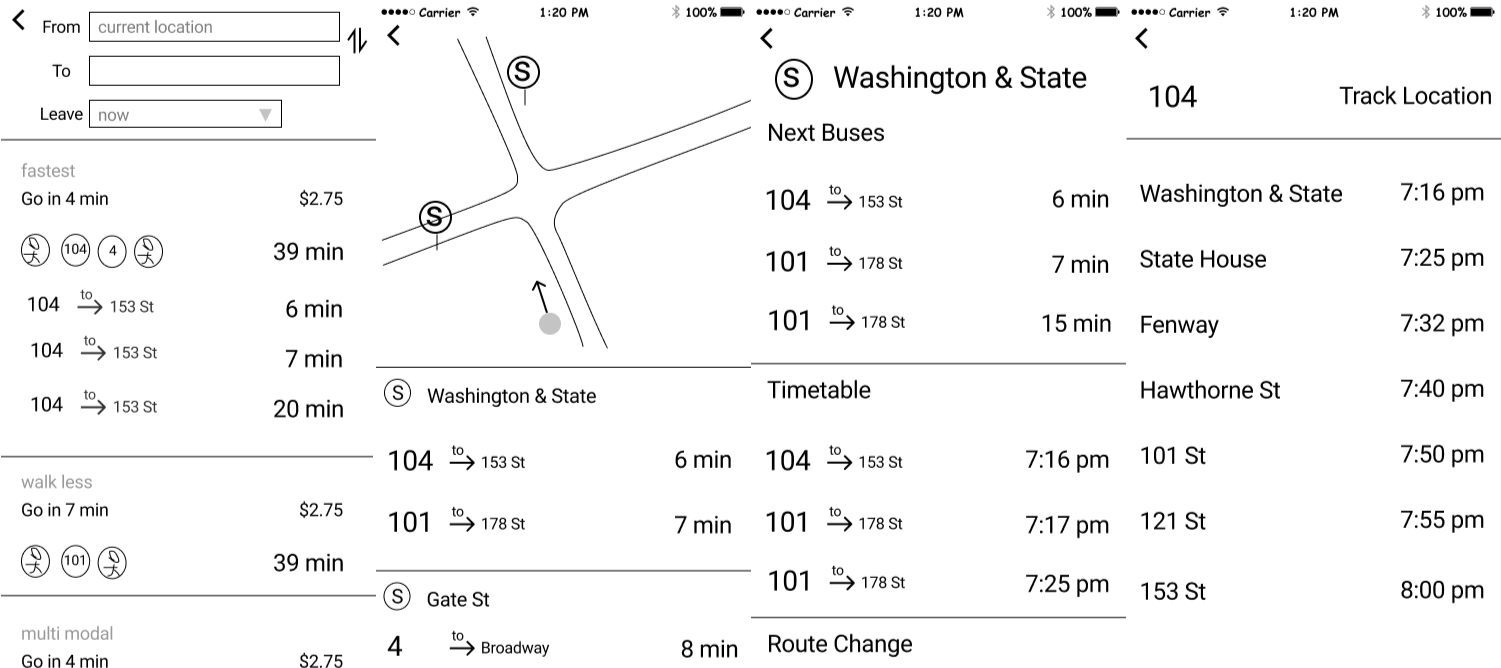 From current location
To
Leave now
fastest
Go in 4 min $2.75
104 4 39 min
104 to 153 St 6 min
104 to 153 St 7 min
104 to 153 St 20 min
walk less
Go in 7 min $2.75
101 39 min
multi modal
Go in 4 min $2.75
Carrier 1:20 PM 100%
S
S
S Washington & State
104 to 153 St 6 min
101 to 178 St 7 min
S Gate St
4 to Broadway 8 min
Carrier 1:20 PM 100%
S Washington & State
Next Buses
104 to 153 St 6 min
101 to 178 St 7 min
101 to 178 St 15 min
Timetable
104 to 153 St 7:16 pm
101 to 178 St 7:17 pm
101 to 178 St 7:25 pm
Route Change
Carrier 1:20 PM 100%
104 Track Location
Washington & State 7:16 pm
State House 7:25 pm
Fenway 7:32 pm
Hawthorne St 7:40 pm
101 St 7:50 pm
121 St 7:55 pm
153 St 8:00 pm